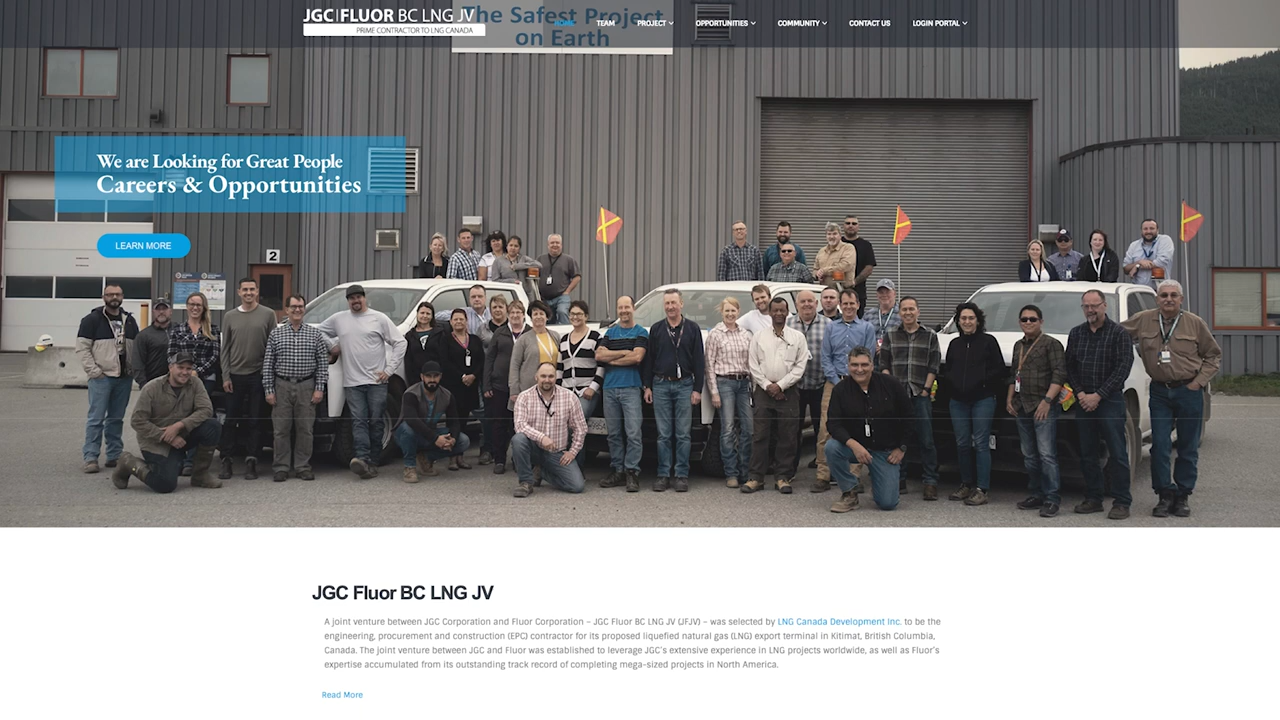 JGC|FLUOR BC LNG JV
PRIME CONTRACTOR TO LNG CANADA
The Safest Project
on Earth
HOME
TEAM
PROJECT
OPPORTUNITIES
COMMUNITY
CONTACT US
LOGIN PORTAL
We are Looking for Great People
Careers & Opportunities
LEARN MORE
2
JGC Fluor BC LNG JV
A joint venture between JGC Corporation and Fluor Corporation – JGC Fluor BC LNG JV (JFJV) – was selected by LNG Canada Development Inc. to be the
engineering, procurement and construction (EPC) contractor for its proposed liquefied natural gas (LNG) export terminal in Kitimat, British Columbia,
Canada. The joint venture between JGC and Fluor was established to leverage JGC's extensive experience in LNG projects worldwide, as well as Fluor's
expertise accumulated from its outstanding track record of completing mega-sized projects in North America.
Read More